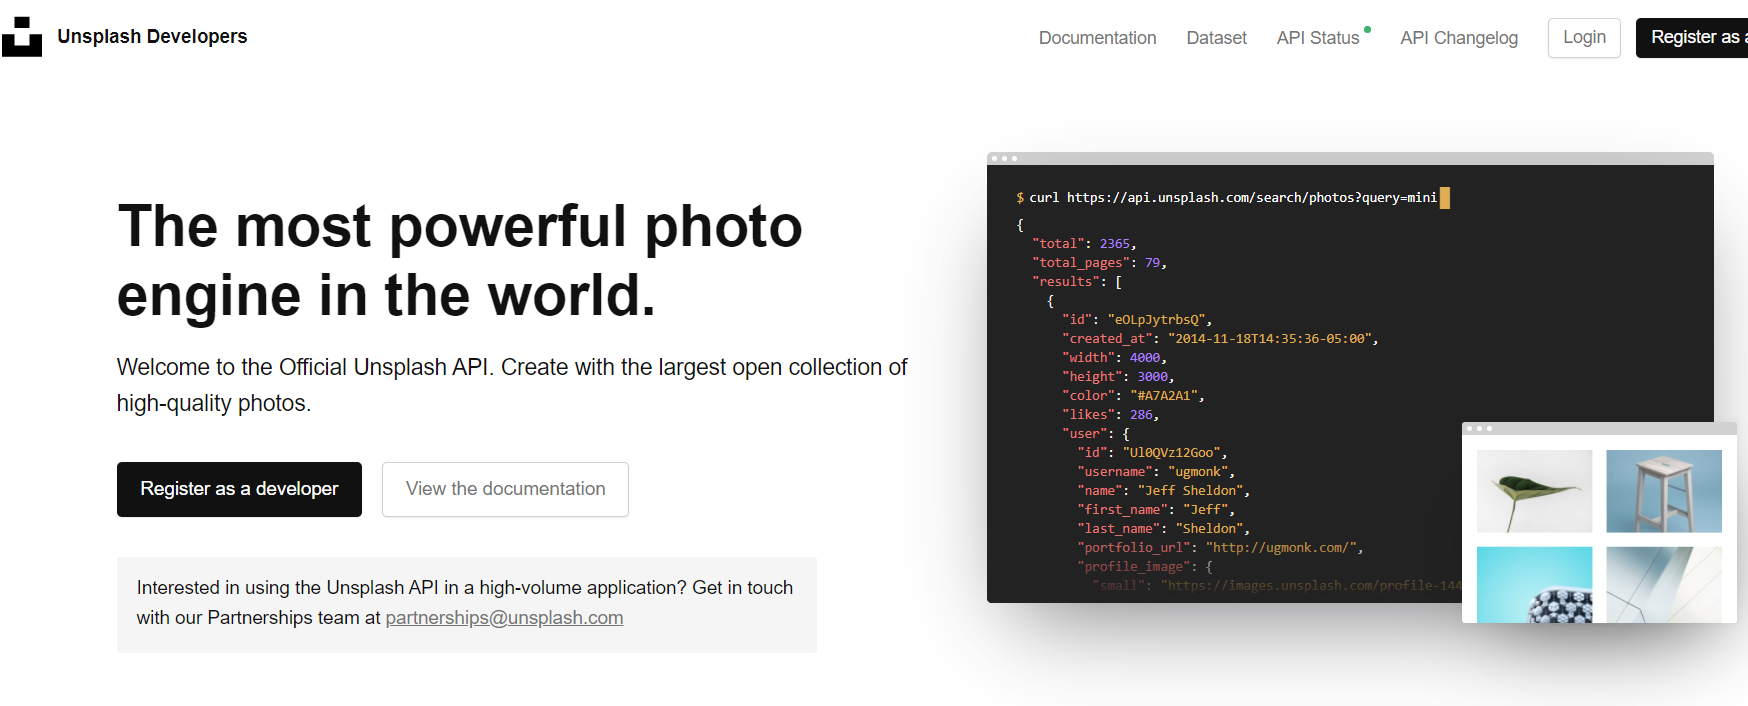 Unsplash Developers
Documentation
Dataset
API Status
API Changelog
Login
Register as a
The most powerful photo
engine in the world.
Welcome to the Official Unsplash API. Create with the largest open collection of
high-quality photos.
Register as a developer
View the documentation
Interested in using the Unsplash API in a high-volume application? Get in touch
with our Partnerships team at partnerships@unsplash.com
$ curl https://api.unsplash.com/search/photos?query=mini
{
"total": 2365,
"total_pages": 79,
"results": [
{
"id": "eOLpJytrbsQ",
"created_at": "2014-11-18T14:35:36-05:00",
"width": 4000,
"height": 3000,
"color": "#A7A2A1",
"likes": 286,
"user": {
"id": "Ul0QVz12Goo",
"username": "ugmonk",
"name": "Jeff Sheldon",
"first_name": "Jeff",
"last_name": "Sheldon",
"portfolio_url": "http://ugmonk.com/",
"profile_image": {
"small": "https://images.unsplash.com/profile-144